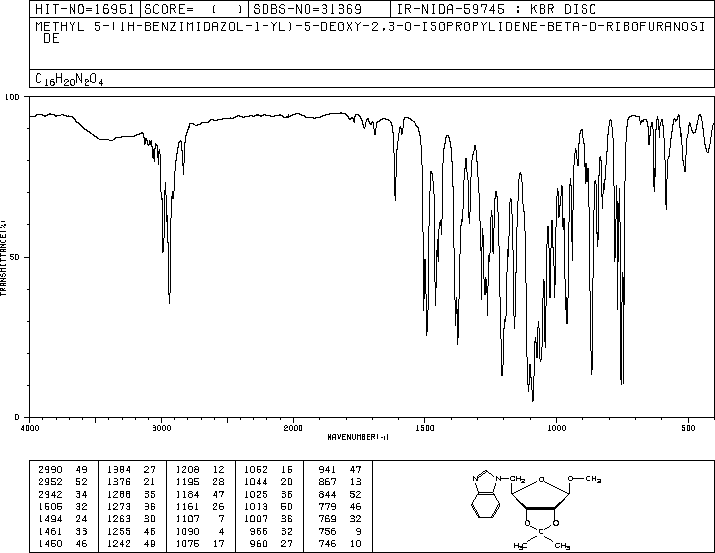 HIT-NO=16951 SCORE= ( ) SDBS-NO=31369 IR-NIDA-59745 : KBR DISC
METHYL 5-(1H-BENZIMIDAZOL-1-YL)-5-DEOXY-2,3-O-ISOPROPYLIDENE-BETA-D-RIBOFURANOSI
DE
C16H20N2O4
100
50
0
TRANSMITTANCE(%)
4000 3000 2000 1500 1000 500
WAVENUMBER(-1)
2990 49 1384 27 1208 12 1062 16 941 47
2952 52 1376 21 1195 28 1044 20 867 13
2942 34 1288 35 1184 47 1025 36 844 52
1605 32 1273 36 1161 26 1013 50 779 46
1494 24 1263 30 1107 7 1007 36 769 32
1461 33 1255 46 1090 4 966 32 756 9
1450 46 1242 49 1075 17 960 27 746 10
N N CH2 O O CH3
O O
C
H3C CH3